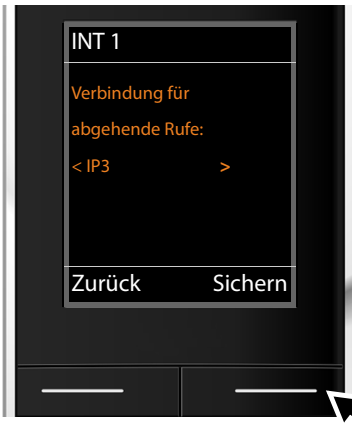 INT 1
Verbindung für
abgehende Rufe:
< IP3 >
Zurück Sichern